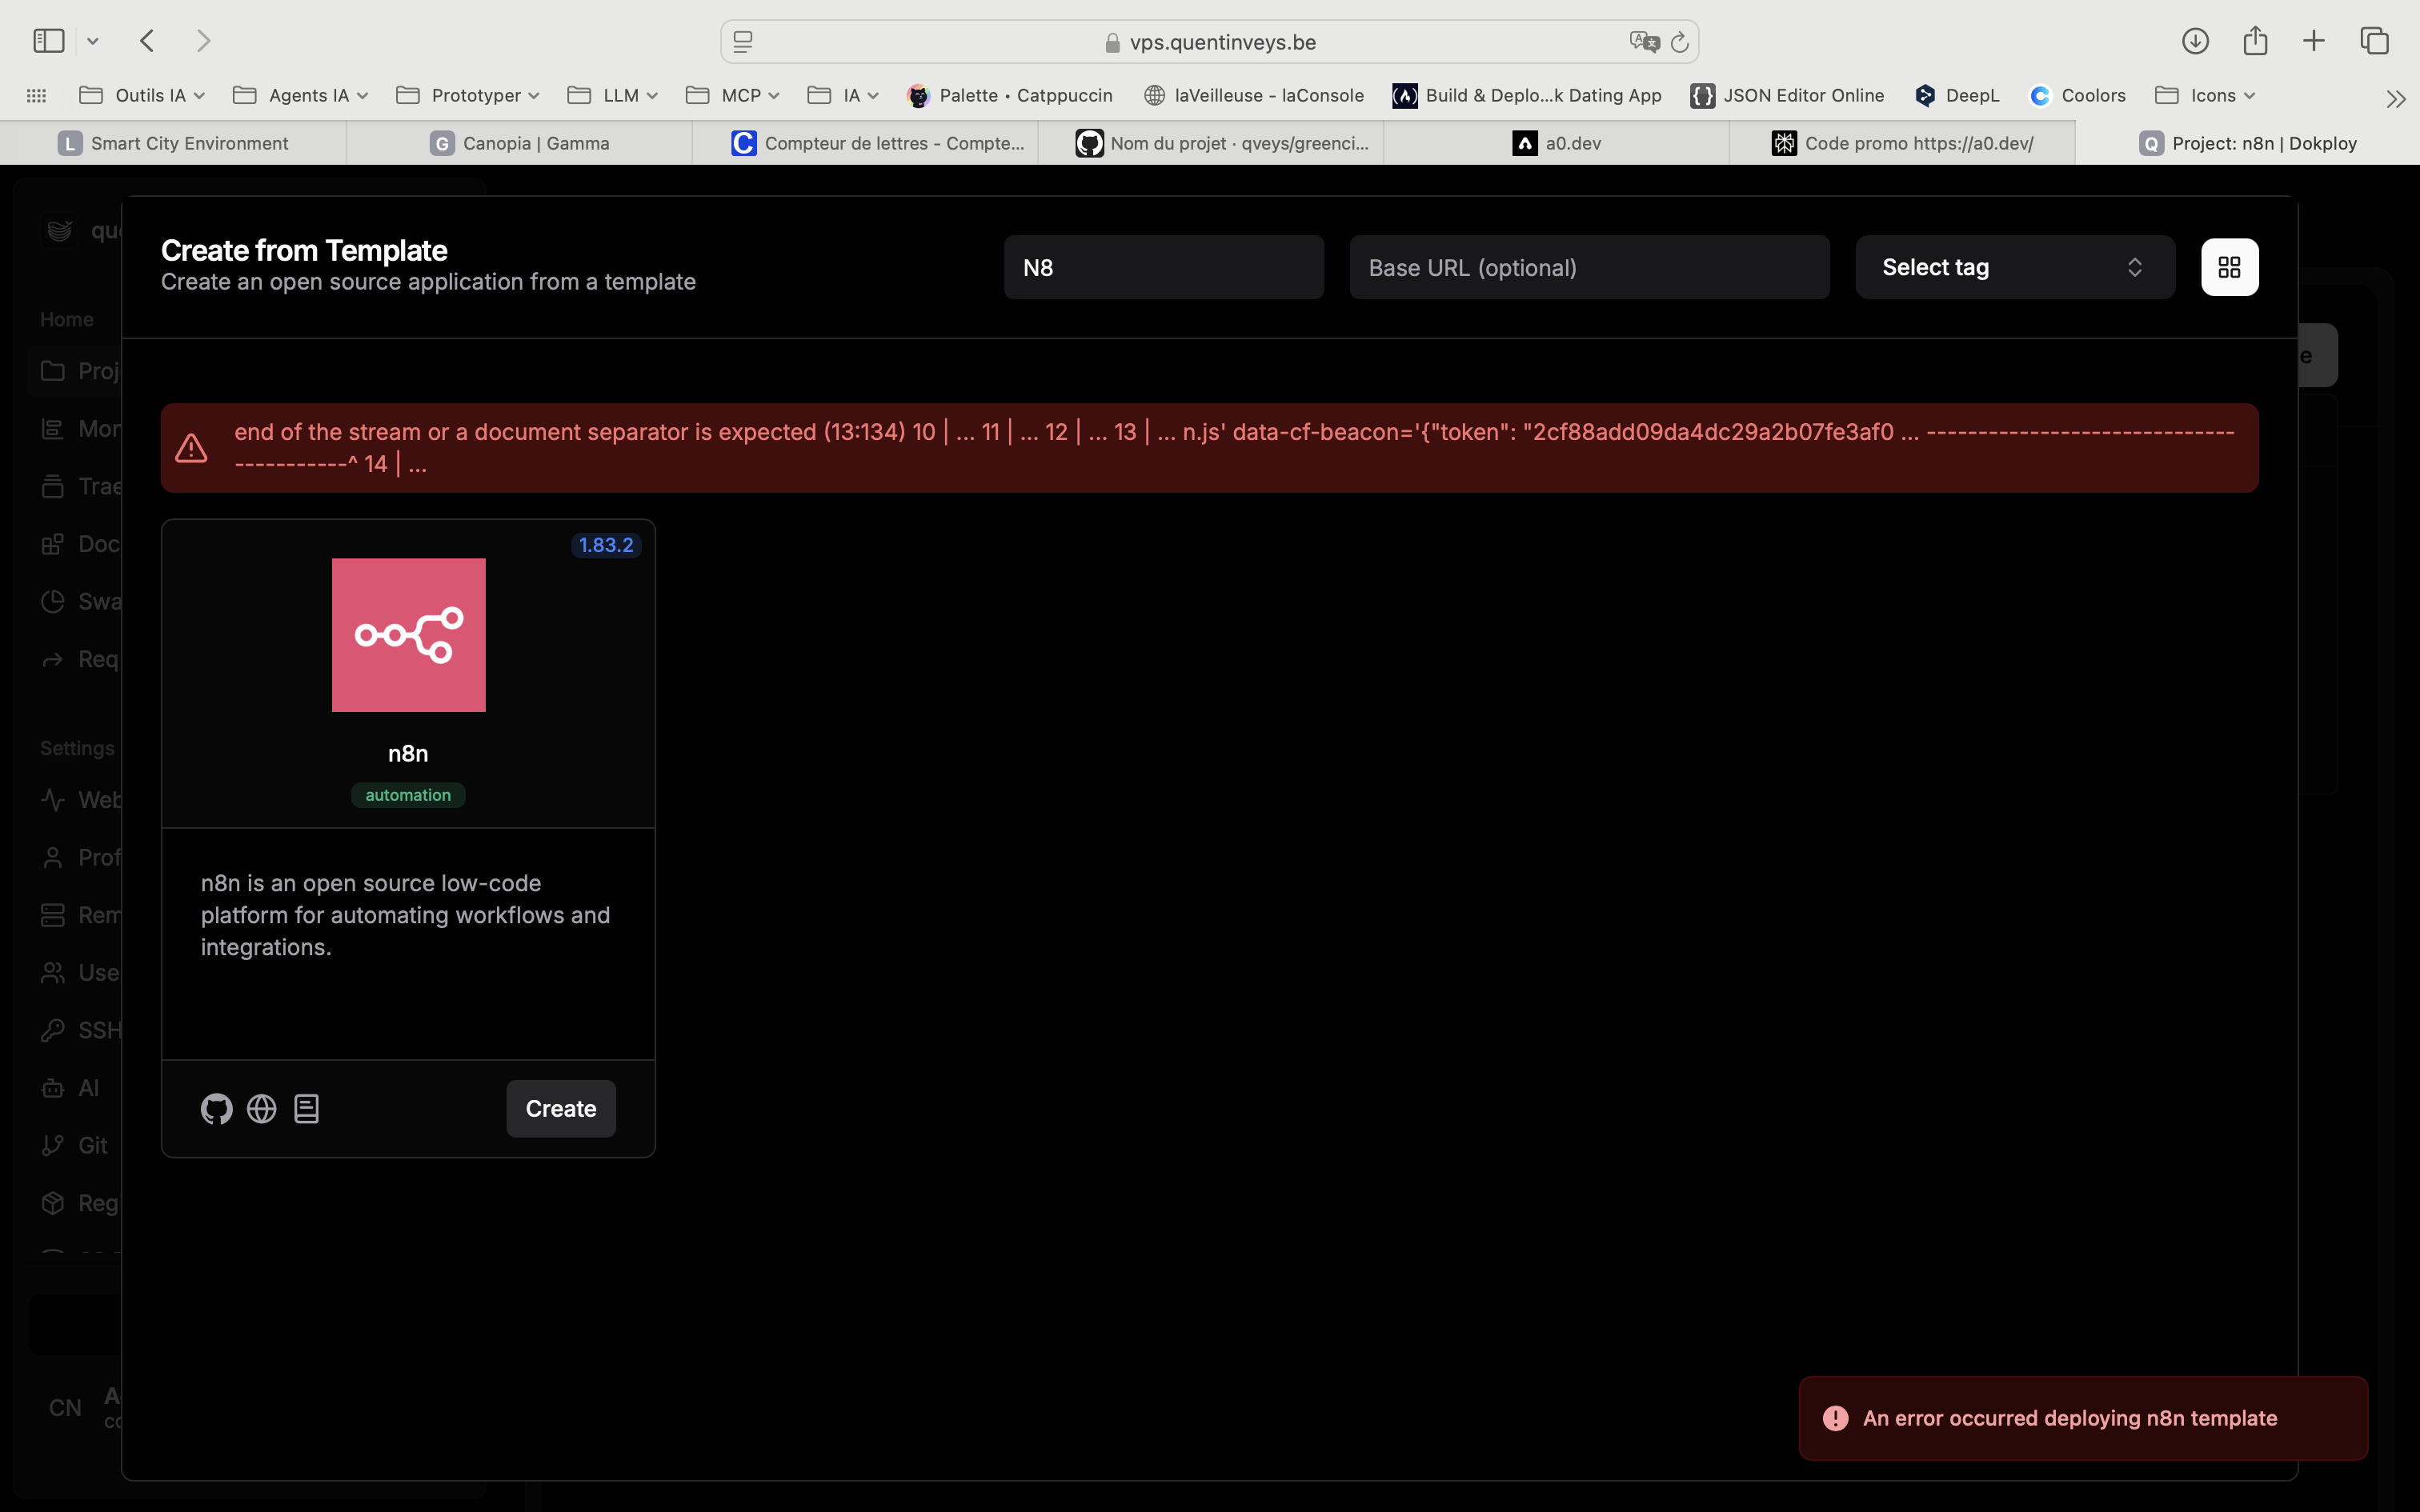 vps.quentinveys.be
Outils IA
Agents IA
Prototyper
LLM
MCP
IA
Palette • Catppuccin
laVeilleuse - laConsole
Build & Deplo...k Dating App
JSON Editor Online
DeepL
Coolors
Icons
L Smart City Environment
G Canopia | Gamma
C Compteur de lettres - Compte...
Nom du projet · qveys/greenci...
a0.dev
Code promo https://a0.dev/
Q Project: n8n | Dokploy
Create from Template
Create an open source application from a template
N8
Base URL (optional)
Select tag
end of the stream or a document separator is expected (13:134) 10 | ... 11 | ... 12 | ... 13 | ... n.js' data-cf-beacon='{"token": "2cf88add09da4dc29a2b07fe3af0 ... ------------------------------
-----------^ 14 | ...
1.83.2
n8n
automation
n8n is an open source low-code
platform for automating workflows and
integrations.
Create
An error occurred deploying n8n template
que
Home
Proj
Mor
Trae
Doc
Swa
Req
Settings
Web
Prof
Rem
Use
SSH
AI
Git
Reg
CN
A
co
e